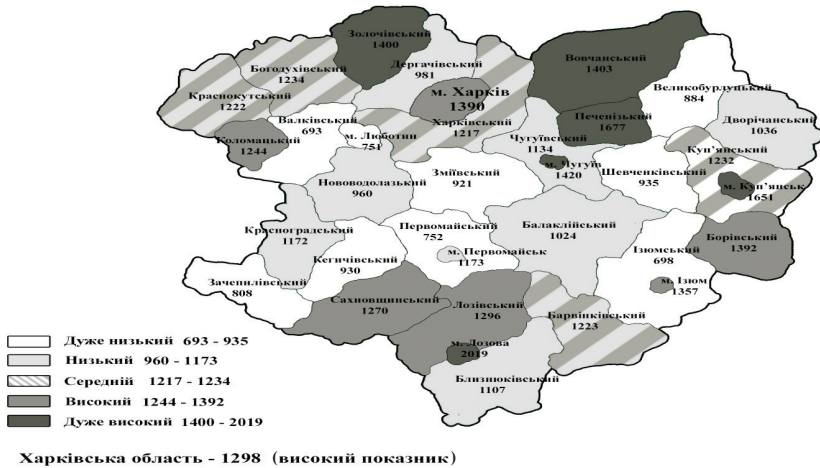 Золочівський
1400
Богодухівський
1234
Дергачівський
981
Вовчанський
1403
Краснокутський
1222
м. Харків
1390
Великобурлуцький
884
Валківський
693
м. Люботин
751
Харківський
1217
Печенізький
1677
Дворічанський
1036
Коломацький
1244
Чугуївський
1134
Куп'янський
1232
м. Чугуїв
1420
Шевченківський
935
м. Куп'янськ
1651
Нововодолазький
960
Зміївський
921
Красноградський
1172
Первомайський
752
Балаклійський
1024
Борівський
1392
м. Первомайськ
1173
Ізюмський
698
Кегичівський
930
Зачепилівський
808
м. Ізюм
1357
Сахновщинський
1270
Лозівський
1296
Барвінківський
1223
м. Лозова
2019
Близнюківський
1107
Дуже низький 693 - 935
Низький 960 - 1173
Середній 1217 - 1234
Високий 1244 - 1392
Дуже високий 1400 - 2019
Харківська область - 1298 (високий показник)